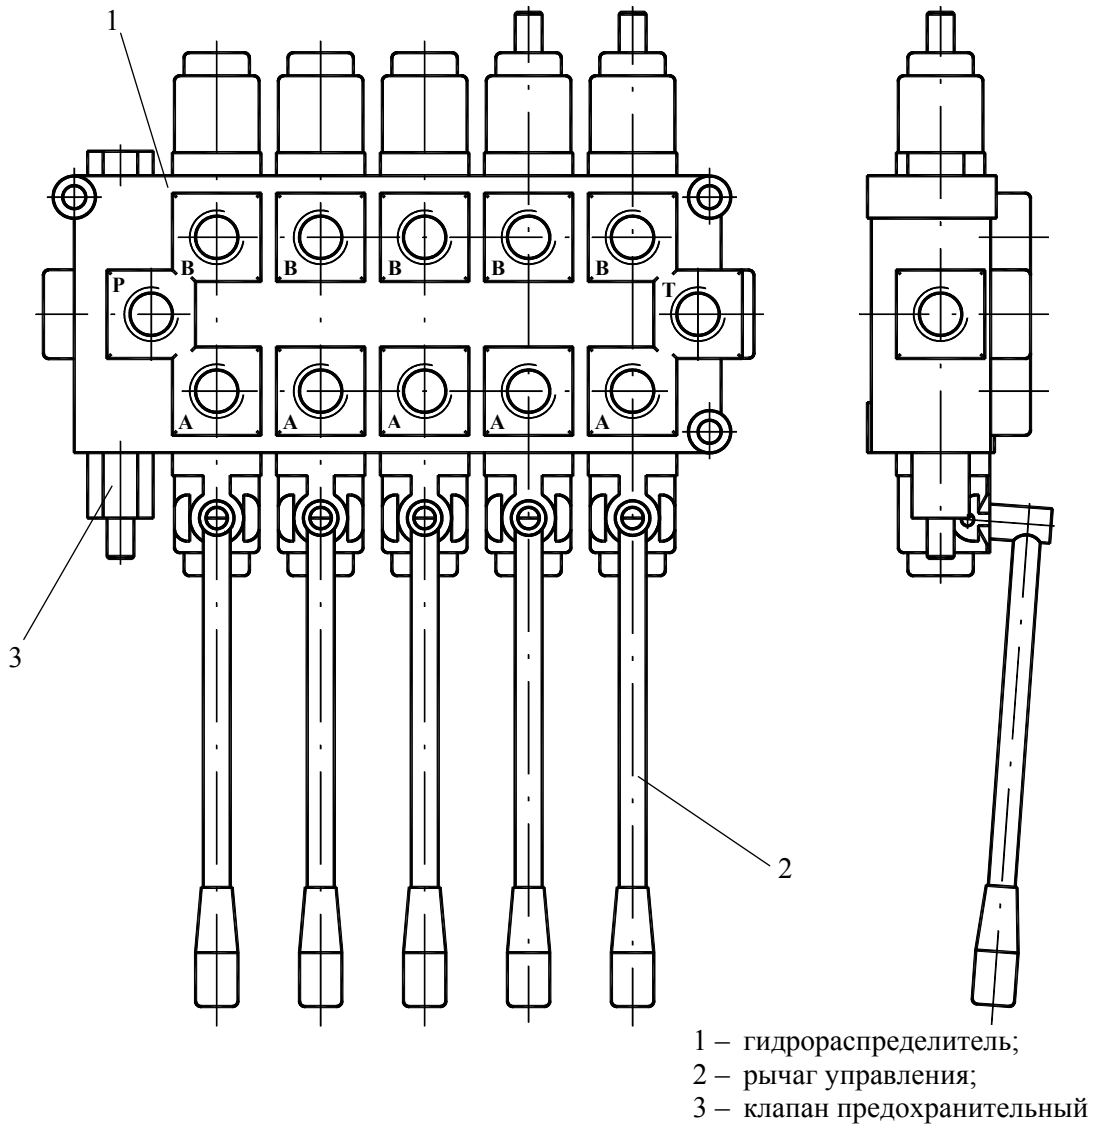 1
B B B B B
P T
A A A A A
3
2
1 – гидрораспределитель;
2 – рычаг управления;
3 – клапан предохранительный